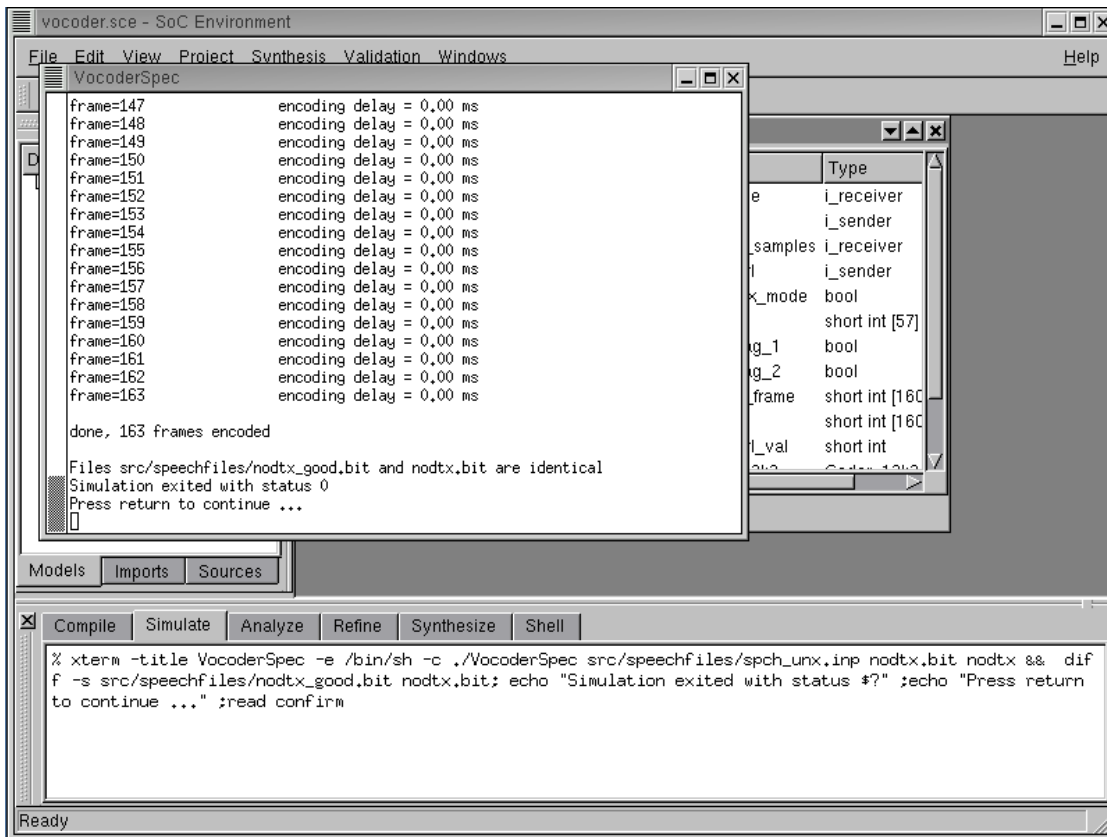 vocoder.sce - SoC Environment
File Edit View Project Synthesis Validation Windows Help
VocoderSpec
frame=147 encoding delay = 0.00 ms
frame=148 encoding delay = 0.00 ms
frame=149 encoding delay = 0.00 ms
frame=150 encoding delay = 0.00 ms
frame=151 encoding delay = 0.00 ms
frame=152 encoding delay = 0.00 ms
frame=153 encoding delay = 0.00 ms
frame=154 encoding delay = 0.00 ms
frame=155 encoding delay = 0.00 ms
frame=156 encoding delay = 0.00 ms
frame=157 encoding delay = 0.00 ms
frame=158 encoding delay = 0.00 ms
frame=159 encoding delay = 0.00 ms
frame=160 encoding delay = 0.00 ms
frame=161 encoding delay = 0.00 ms
frame=162 encoding delay = 0.00 ms
frame=163 encoding delay = 0.00 ms
done, 163 frames encoded
Files src/speechfiles/nodtx_good.bit and nodtx.bit are identical
Simulation exited with status 0
Press return to continue ...
Type
i_receiver
i_sender
_samples i_receiver
i_sender
x_mode bool
short int [57]
ag_1 bool
ag_2 bool
_frame short int [160
short int [160
rl_val short int
Models Imports Sources
Compile Simulate Analyze Refine Synthesize Shell
% xterm -title VocoderSpec -e /bin/sh -c ./VocoderSpec src/speechfiles/spch_unx.inp nodtx.bit nodtx && dif
f -s src/speechfiles/nodtx_good.bit nodtx.bit; echo "Simulation exited with status $?" ;echo "Press return
to continue ..." ;read confirm
Ready